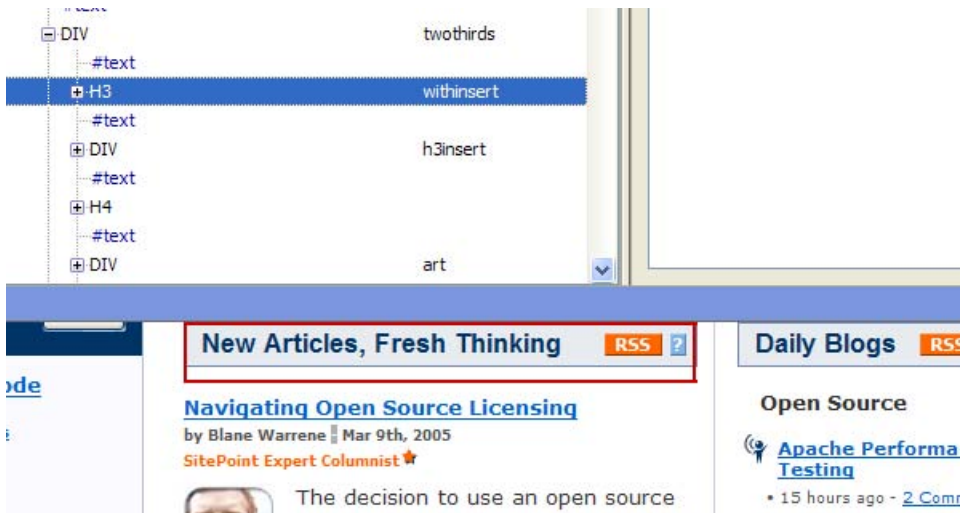 DIV twothirds
#text
H3 withinsert
#text
DIV h3insert
#text
H4
#text
DIV art
New Articles, Fresh Thinking RSS ?
Navigating Open Source Licensing
by Blane Warrene Mar 9th, 2005
SitePoint Expert Columnist
The decision to use an open source
ode
Daily Blogs RSS
Open Source
Apache Performa
Testing
• 15 hours ago - 2 Comm